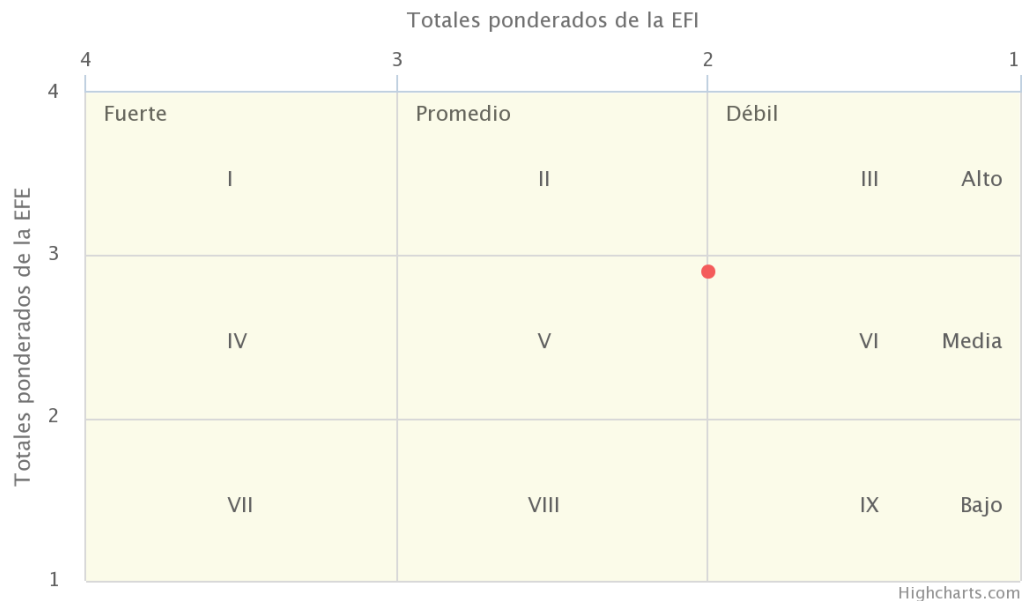 Totales ponderados de la EFI
4 3 2 1
4
Fuerte Promedio Débil
I II III Alto
3
Totales ponderados de la EFE
IV V VI Media
2
VII VIII IX Bajo
1
Highcharts.com